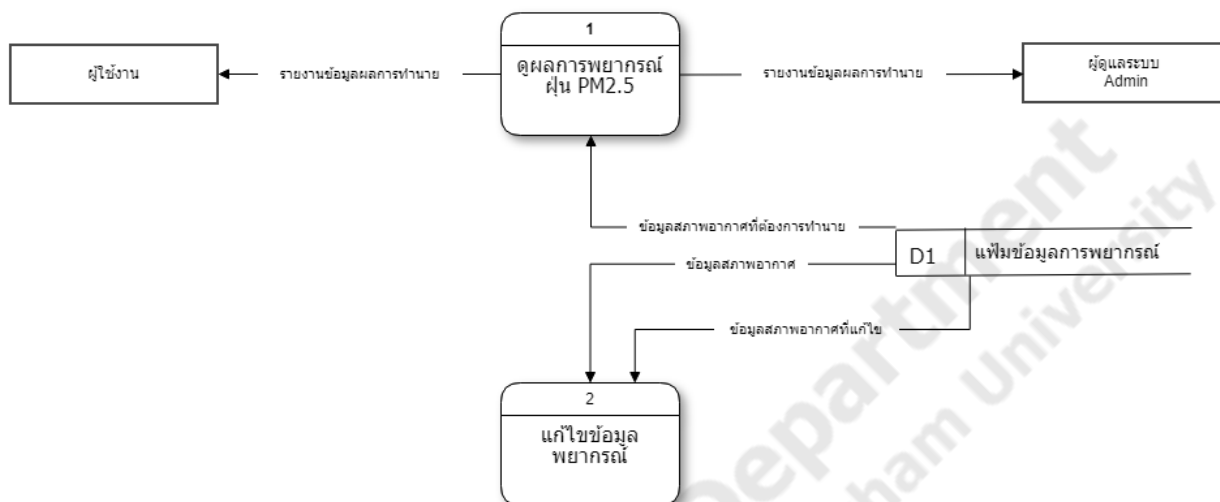 1
ดูผลการพยากรณ์
ฝุ่น PM2.5
ผู้ใช้งาน
รายงานข้อมูลผลการทำนาย
รายงานข้อมูลผลการทำนาย
ผู้ดูแลระบบ
Admin
ข้อมูลสภาพอากาศที่ต้องการทำนาย
D1
แฟ้มข้อมูลการพยากรณ์
ข้อมูลสภาพอากาศ
ข้อมูลสภาพอากาศที่แก้ไข
2
แก้ไขข้อมูล
พยากรณ์
Department
ham University